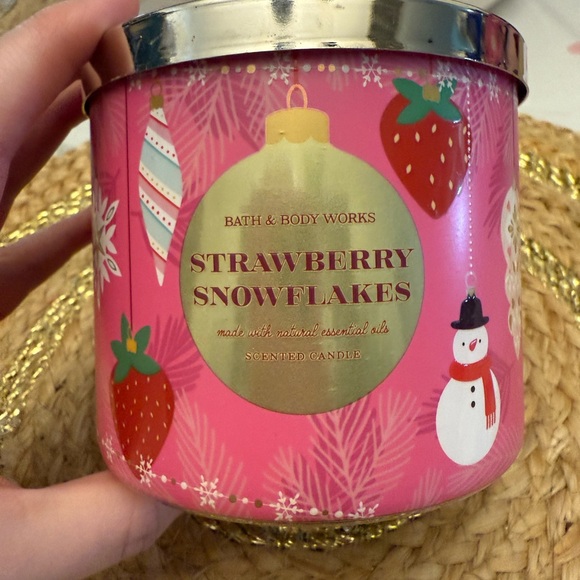 BATH & BODY WORKS
STRAWBERRY
SNOWFLAKES
made with natural essential oils
SCENTED CANDLE